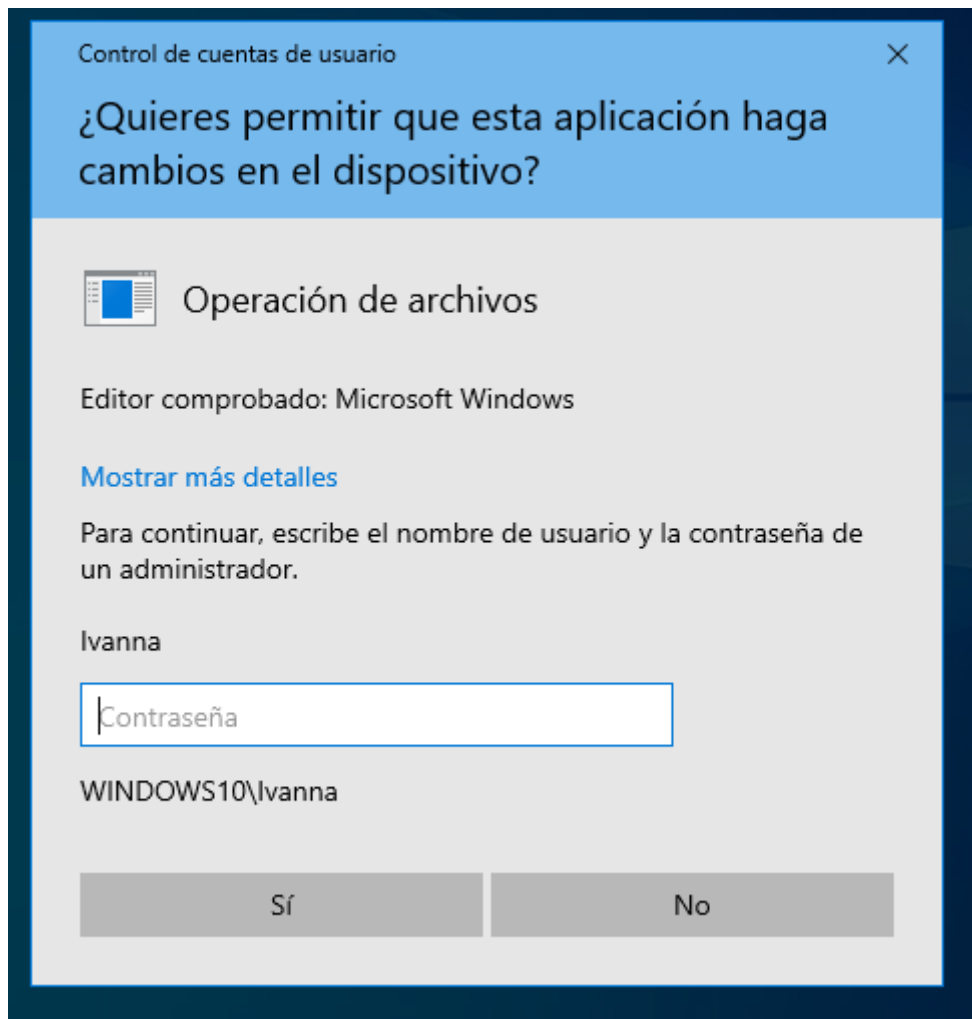 Control de cuentas de usuario
¿Quieres permitir que esta aplicación haga
cambios en el dispositivo?
Operación de archivos
Editor comprobado: Microsoft Windows
Mostrar más detalles
Para continuar, escribe el nombre de usuario y la contraseña de
un administrador.
Ivanna
Contraseña
WINDOWS10\Ivanna
Sí
No